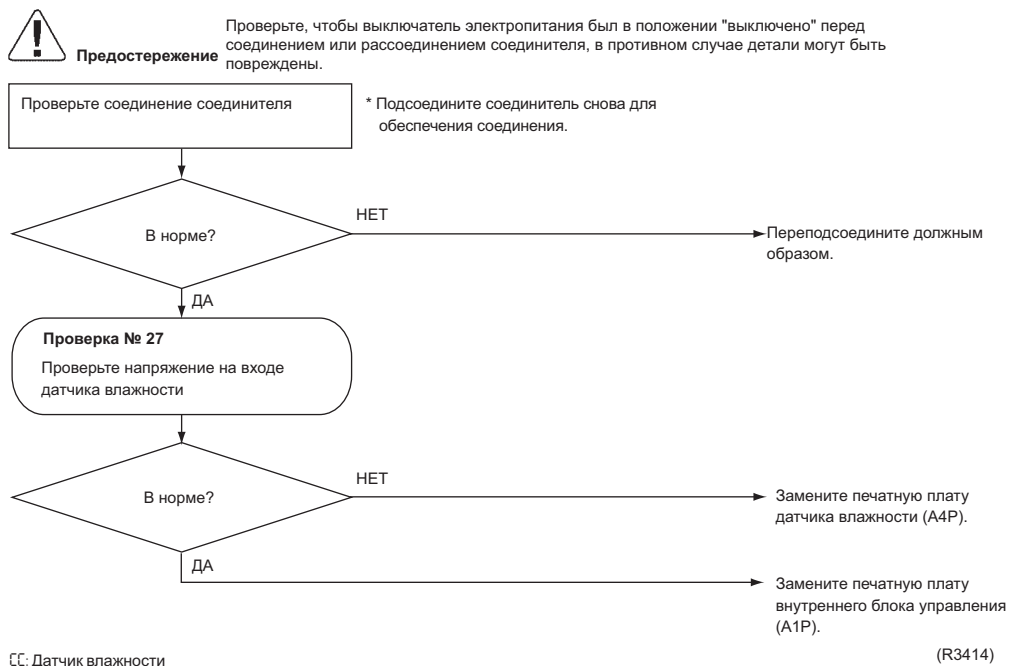 Проверьте, чтобы выключатель электропитания был в положении "выключено" перед
Предостережение соединением или рассоединением соединителя, в противном случае детали могут быть
повреждены.
Проверьте соединение соединителя
* Подсоедините соединитель снова для
обеспечения соединения.
В норме?
НЕТ
Переподсоедините должным
образом.
ДА
Проверка № 27
Проверьте напряжение на входе
датчика влажности
В норме?
НЕТ
Замените печатную плату
датчика влажности (A4P).
ДА
Замените печатную плату
внутреннего блока управления
(A1P).
CC: Датчик влажности
(R3414)